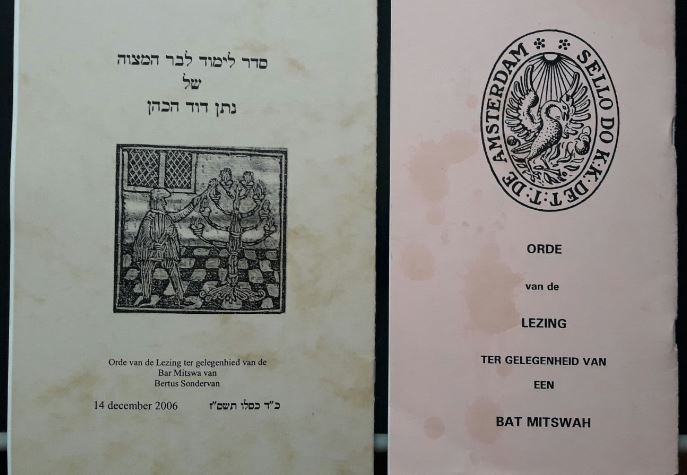 סדר לימוד לבר המצוה
של
נתן דוד הכהן
Orde van de Lezing ter gelegenhied van de
Bar Mitswa van
Bertus Sondervan
14 december 2006 כ"ד כסלו תשס"ז
SELLO DO K.K. DE T.T. DE AMSTERDAM
ORDE
van de
LEZING
TER GELEGENHEID VAN
EEN
BAT MITSWAH